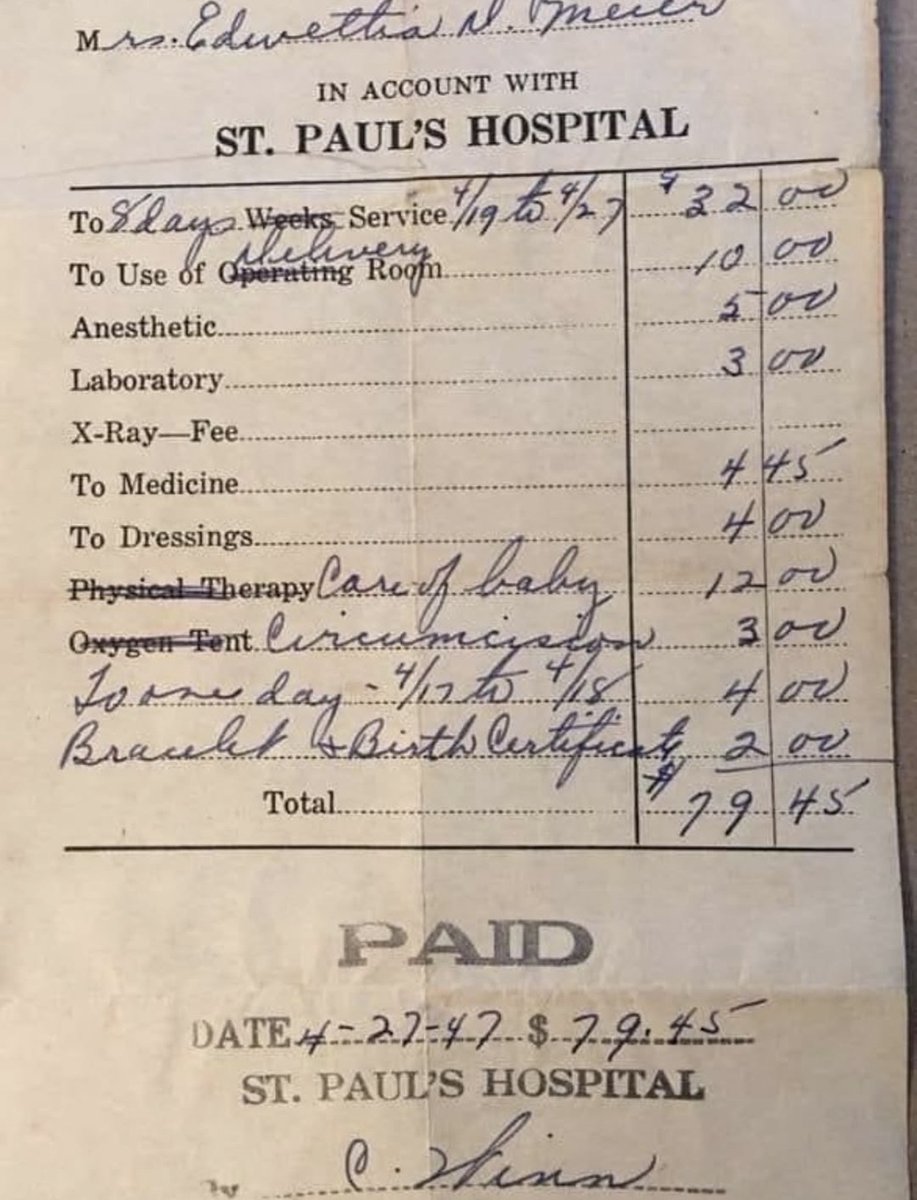 Mrs. Edwettia D. Meier
IN ACCOUNT WITH
ST. PAUL'S HOSPITAL
To 8 days Weeks Service 4/19 to 4/27 $ 32 00
Delivery
To Use of Operating Room 10 00
Anesthetic 5 00
Laboratory 3 00
X-Ray—Fee
To Medicine 4 45
To Dressings 4 00
Physical Therapy Care of baby 12 00
Oxygen Tent Circumcision 3 00
To one day - 4/17 to 4/18 4 00
Bracelet & Birth Certificate 2 00
Total $ 79 45
PAID
DATE 4-27-47 $ 79.45
ST. PAUL'S HOSPITAL
C.